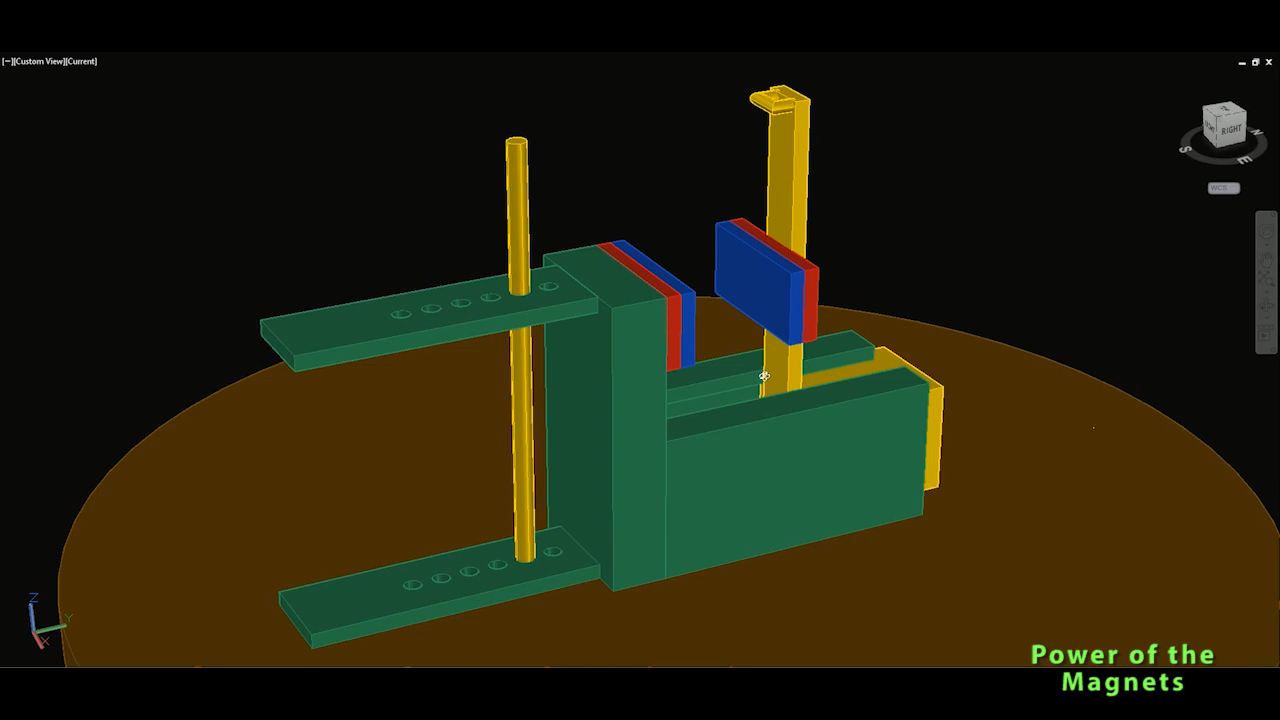 [−][Custom View][Current]
RIGHT
N
S
E
WCS
Z
Y
X
Power of the
Magnets